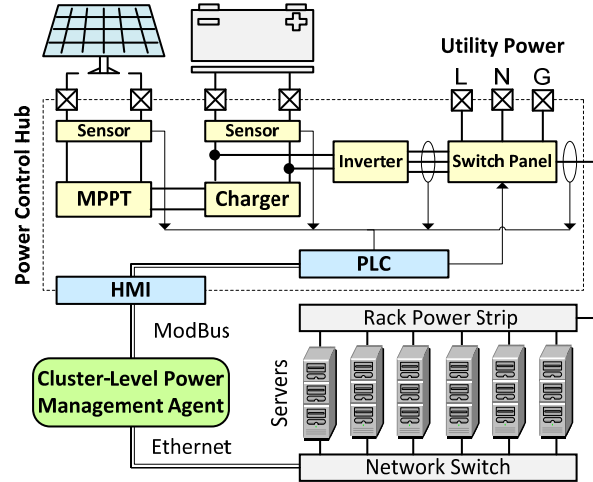 Utility Power
L N G
Power Control Hub
Sensor
Sensor
Inverter
Switch Panel
MPPT
Charger
PLC
HMI
ModBus
Rack Power Strip
Cluster-Level Power
Management Agent
Servers
Ethernet
Network Switch